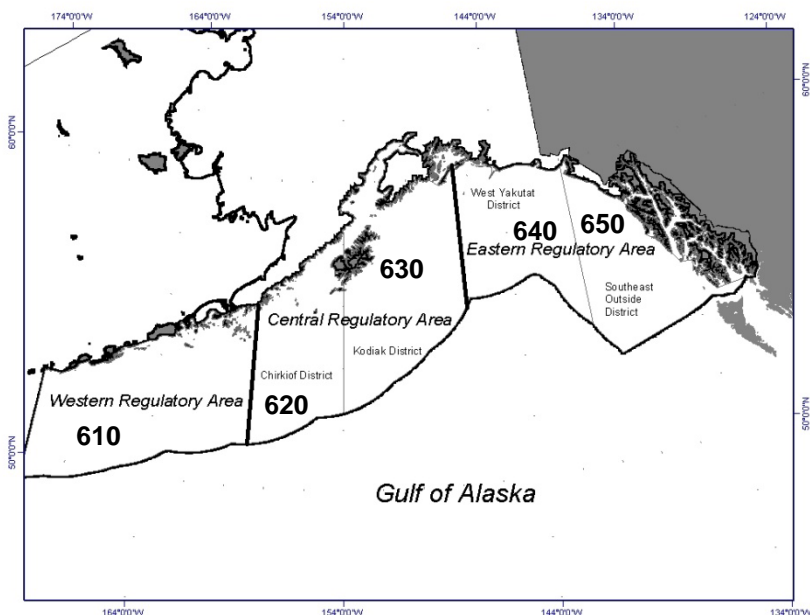 174°0'0"W
164°0'0"W
154°0'0"W
144°0'0"W
134°0'0"W
124°0'0"W
60°0'0"N
60°0'0"N
West Yakutat
District
640
650
Eastern Regulatory Area
630
Southeast
Outside
District
Central Regulatory Area
Kodiak District
Chirkiof District
620
Western Regulatory Area
610
50°0'0"N
50°0'0"N
Gulf of Alaska
164°0'0"W
154°0'0"W
144°0'0"W
134°0'0"W